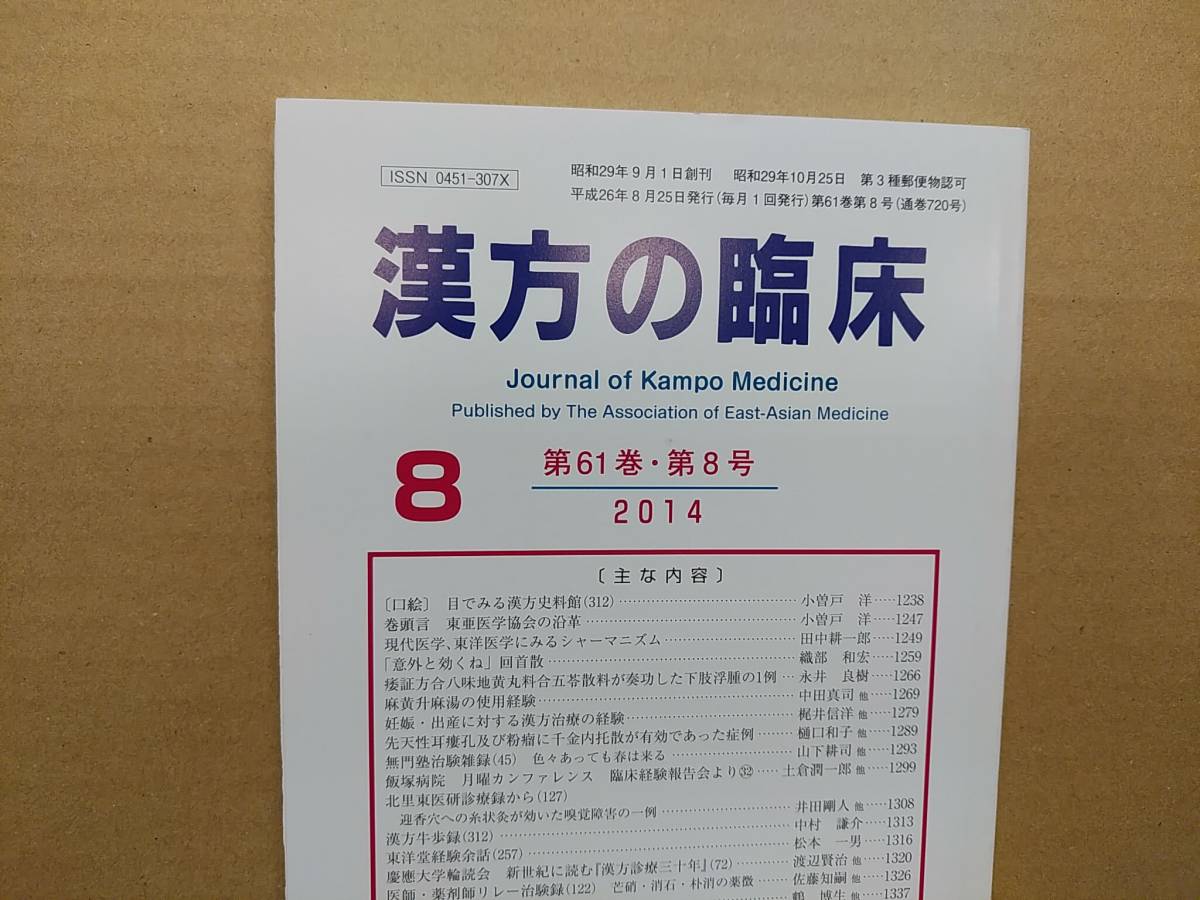 ISSN 0451-307X
昭和29年9月1日創刊 昭和29年10月25日 第3種郵便物認可
平成26年8月25日発行(毎月1回発行)第61巻第8号(通巻720号)
漢方の臨床
Journal of Kampo Medicine
Published by The Association of East-Asian Medicine
8
第61巻・第8号
2014
〔主な内容〕
〔口絵〕 目でみる漢方史料館(312)……小曽戸 洋……1238
巻頭言 東亜医学協会の沿革……小曽戸 洋……1247
現代医学、東洋医学にみるシャーマニズム……田中耕一郎……1249
「意外と効くね」回首散……織部 和宏……1259
痿証方合八味地黄丸料合五苓散料が奏功した下肢浮腫の1例……永井 良樹……1266
麻黄升麻湯の使用経験……中田真司 他……1269
妊娠・出産に対する漢方治療の経験……梶井信洋 他……1279
先天性耳瘻孔及び粉瘤に千金内托散が有効であった症例……樋口和子 他……1289
無門塾治験雑録(45) 色々あっても春は来る……山下耕司 他……1293
飯塚病院 月曜カンファレンス 臨床経験報告会より㉜……土倉潤一郎 他……1299
北里東医研診療録から(127)
迎香穴への糸状灸が効いた嗅覚障害の一例……井田剛人 他……1308
漢方牛歩録(312)……中村 謙介……1313
東洋堂経験余話(257)……松本 一男……1316
慶應大学輪読会 新世紀に読む『漢方診療三十年』(72)……渡辺賢治 他……1320
医師・薬剤師リレー治験録(122) 芒硝・消石・朴消の薬徴……佐藤知嗣 他……1326
鶴 博生 他……1337